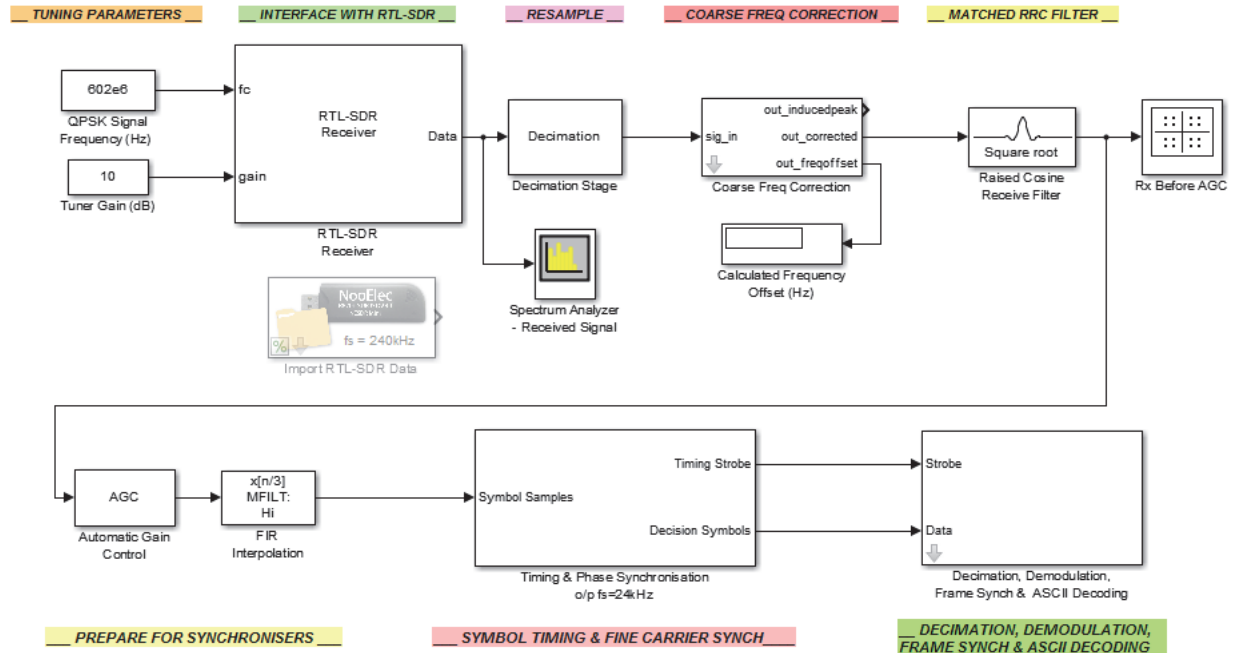 __ TUNING PARAMETERS __
__ INTERFACE WITH RTL-SDR __
__ RESAMPLE __
__ COARSE FREQ CORRECTION __
__ MATCHED RRC FILTER __
602e6
QPSK Signal
Frequency (Hz)
10
Tuner Gain (dB)
fc
gain
RTL-SDR
Receiver
Data
RTL-SDR
Receiver
NooElec
fs = 240kHz
%
Import RTL-SDR Data
Decimation
Decimation Stage
Spectrum Analyzer
- Received Signal
sig_in
out_inducedpeak
out_corrected
out_freqoffset
Coarse Freq Correction
Calculated Frequency
Offset (Hz)
Square root
Raised Cosine
Receive Filter
Rx Before AGC
AGC
Automatic Gain
Control
x[n/3]
MFILT:
Hi
FIR
Interpolation
Symbol Samples
Timing Strobe
Decision Symbols
Timing & Phase Synchronisation
o/p fs=24kHz
Strobe
Data
Decimation, Demodulation,
Frame Synch & ASCII Decoding
__ PREPARE FOR SYNCHRONISERS __
__ SYMBOL TIMING & FINE CARRIER SYNCH__
__ DECIMATION, DEMODULATION,
FRAME SYNCH & ASCII DECODING